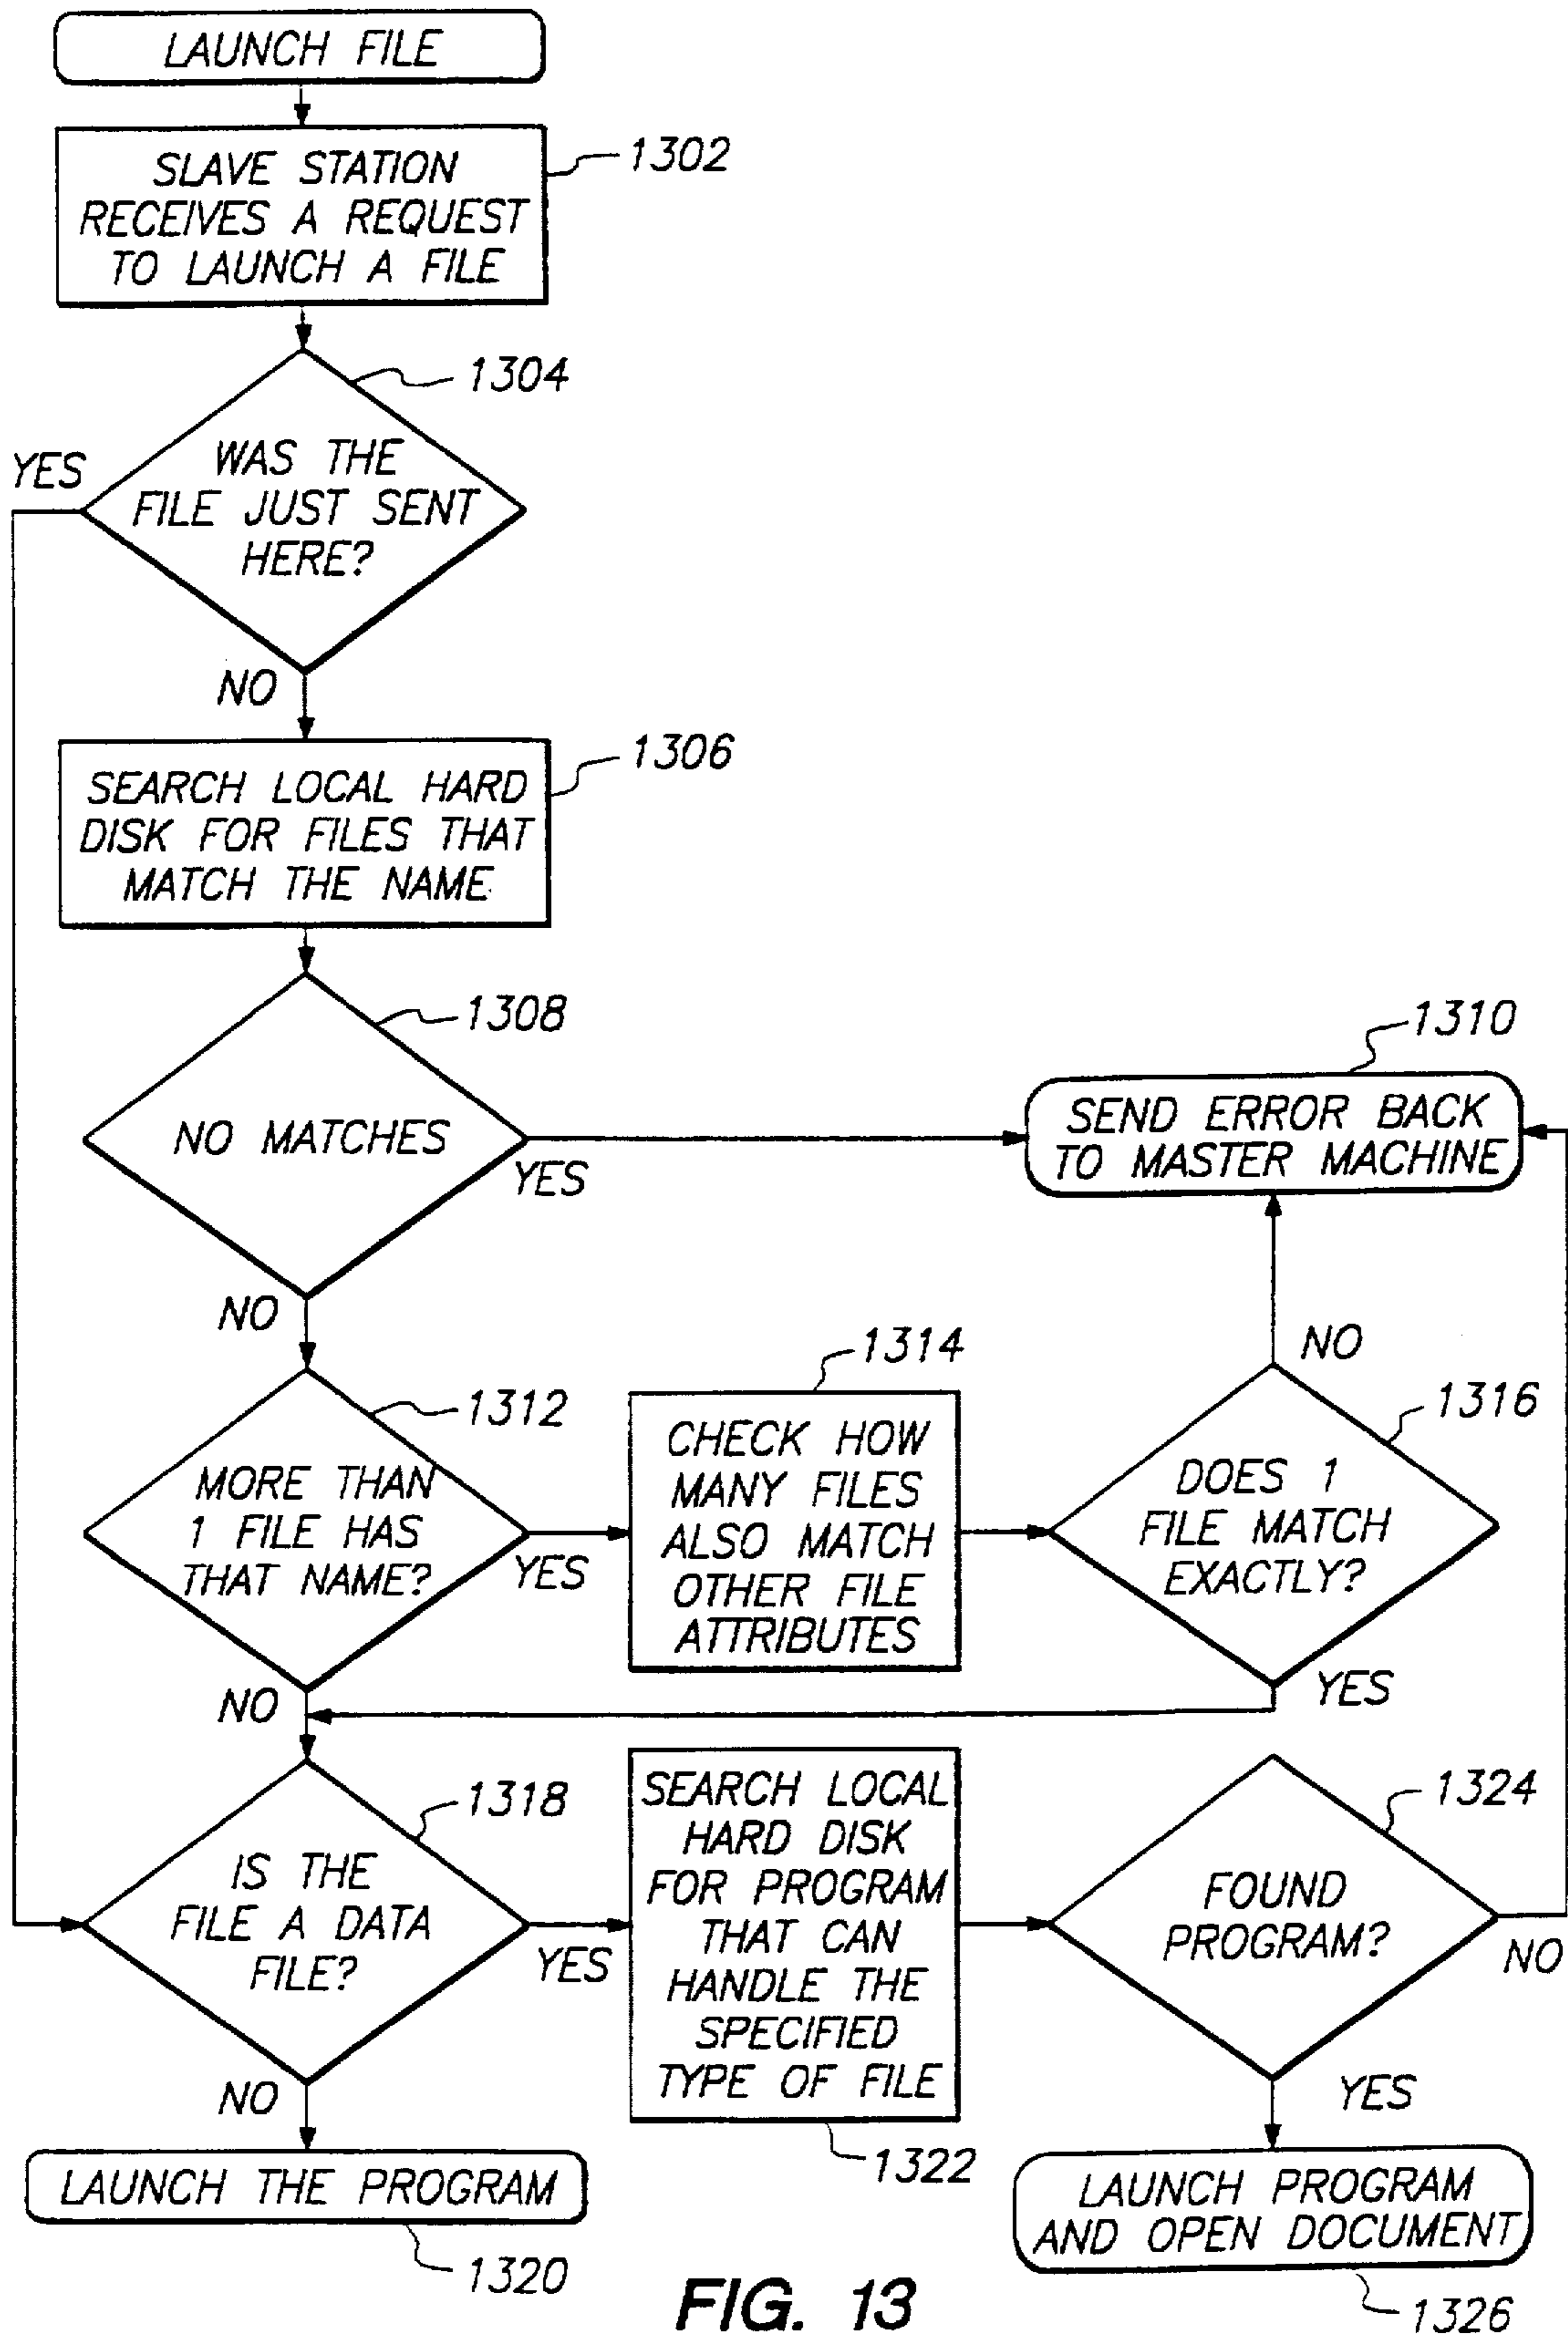 LAUNCH FILE
SLAVE STATION
RECEIVES A REQUEST
TO LAUNCH A FILE
1302
1304
WAS THE
FILE JUST SENT
HERE?
YES
NO
SEARCH LOCAL HARD
DISK FOR FILES THAT
MATCH THE NAME
1306
1308
NO MATCHES
YES
NO
1310
SEND ERROR BACK
TO MASTER MACHINE
1312
MORE THAN
1 FILE HAS
THAT NAME?
YES
NO
1314
CHECK HOW
MANY FILES
ALSO MATCH
OTHER FILE
ATTRIBUTES
NO
1316
DOES 1
FILE MATCH
EXACTLY?
YES
1318
IS THE
FILE A DATA
FILE?
YES
NO
SEARCH LOCAL
HARD DISK
FOR PROGRAM
THAT CAN
HANDLE THE
SPECIFIED
TYPE OF FILE
1322
1324
FOUND
PROGRAM?
NO
YES
LAUNCH THE PROGRAM
1320
LAUNCH PROGRAM
AND OPEN DOCUMENT
1326
FIG. 13